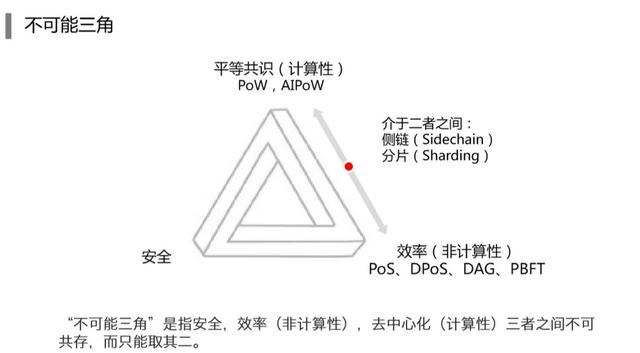 不可能三角
平等共识（计算性）
PoW，AIPoW
介于二者之间：
侧链（Sidechain）
分片（Sharding）
安全
效率（非计算性）
PoS、DPoS、DAG、PBFT
“不可能三角”是指安全，效率（非计算性），去中心化（计算性）三者之间不可
共存，而只能取其二。